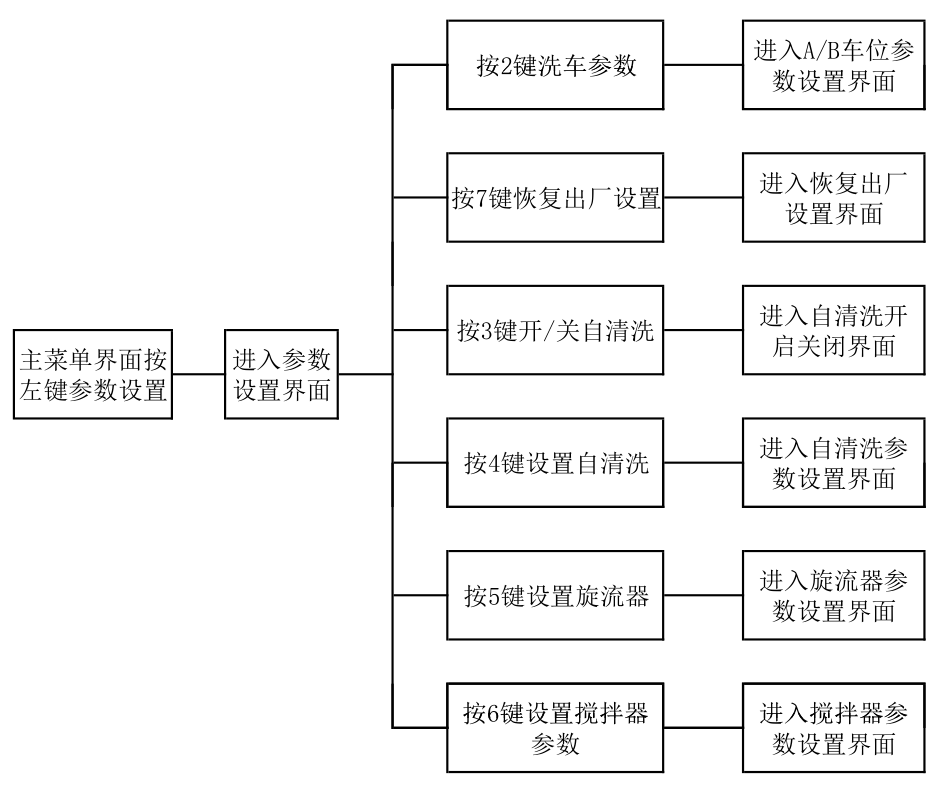 主菜单界面按
左键参数设置
进入参数
设置界面
按2键洗车参数
进入A/B车位参
数设置界面
按7键恢复出厂设置
进入恢复出厂
设置界面
按3键开/关自清洗
进入自清洗开
启关闭界面
按4键设置自清洗
进入自清洗参
数设置界面
按5键设置旋流器
进入旋流器参
数设置界面
按6键设置搅拌器
参数
进入搅拌器参
数设置界面